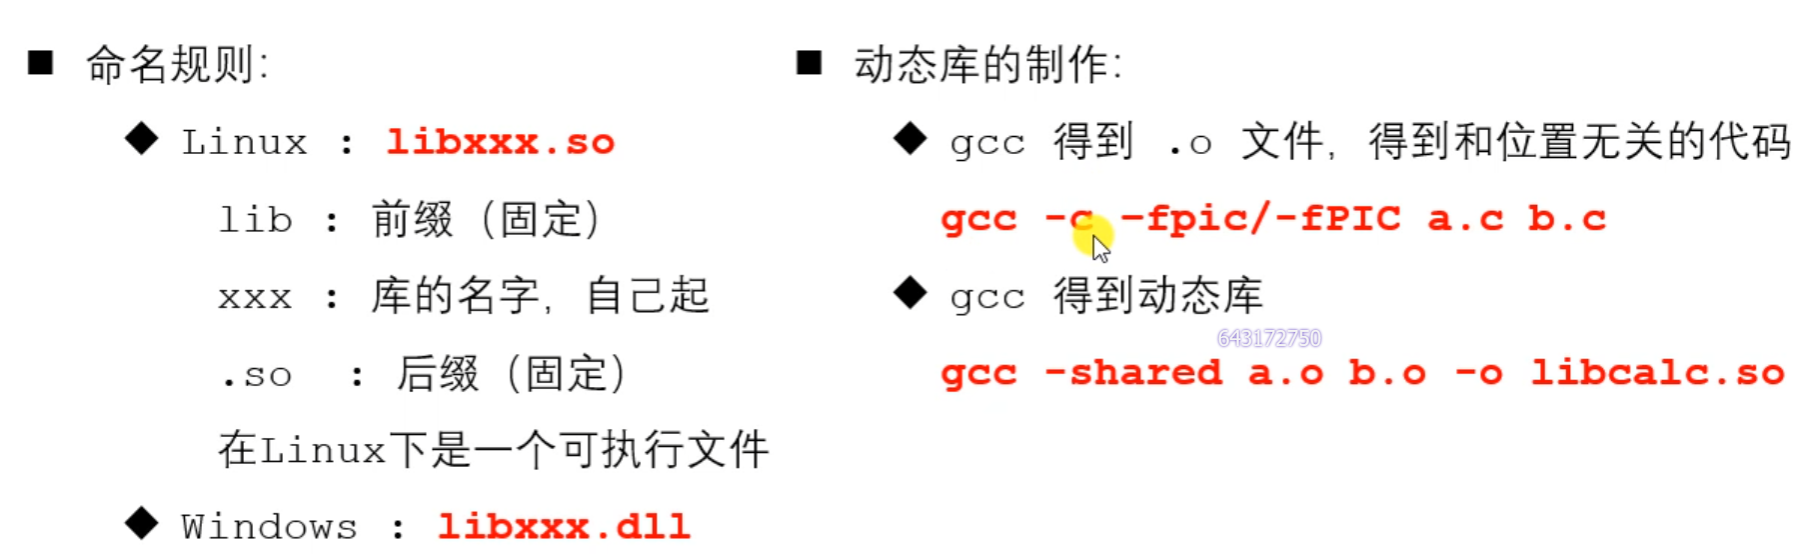 命名规则:
Linux : libxxx.so
lib : 前缀（固定）
xxx : 库的名字，自己起
.so : 后缀（固定）
在Linux下是一个可执行文件
Windows : libxxx.dll
动态库的制作:
gcc 得到 .o 文件，得到和位置无关的代码
gcc -c -fpic/-fPIC a.c b.c
gcc 得到动态库
643172750
gcc -shared a.o b.o -o libcalc.so